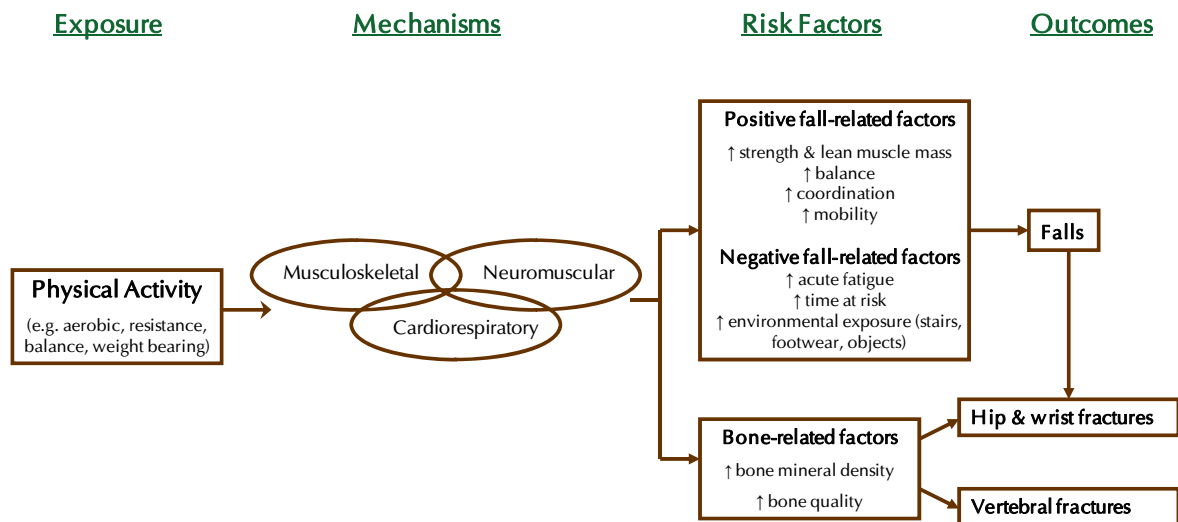 Exposure
Mechanisms
Risk Factors
Outcomes
Physical Activity
(e.g. aerobic, resistance,
balance, weight bearing)
Musculoskeletal
Neuromuscular
Cardiorespiratory
Positive fall-related factors
↑ strength & lean muscle mass
↑ balance
↑ coordination
↑ mobility
Negative fall-related factors
↑ acute fatigue
↑ time at risk
↑ environmental exposure (stairs,
footwear, objects)
Bone-related factors
↑ bone mineral density
↑ bone quality
Falls
Hip & wrist fractures
Vertebral fractures